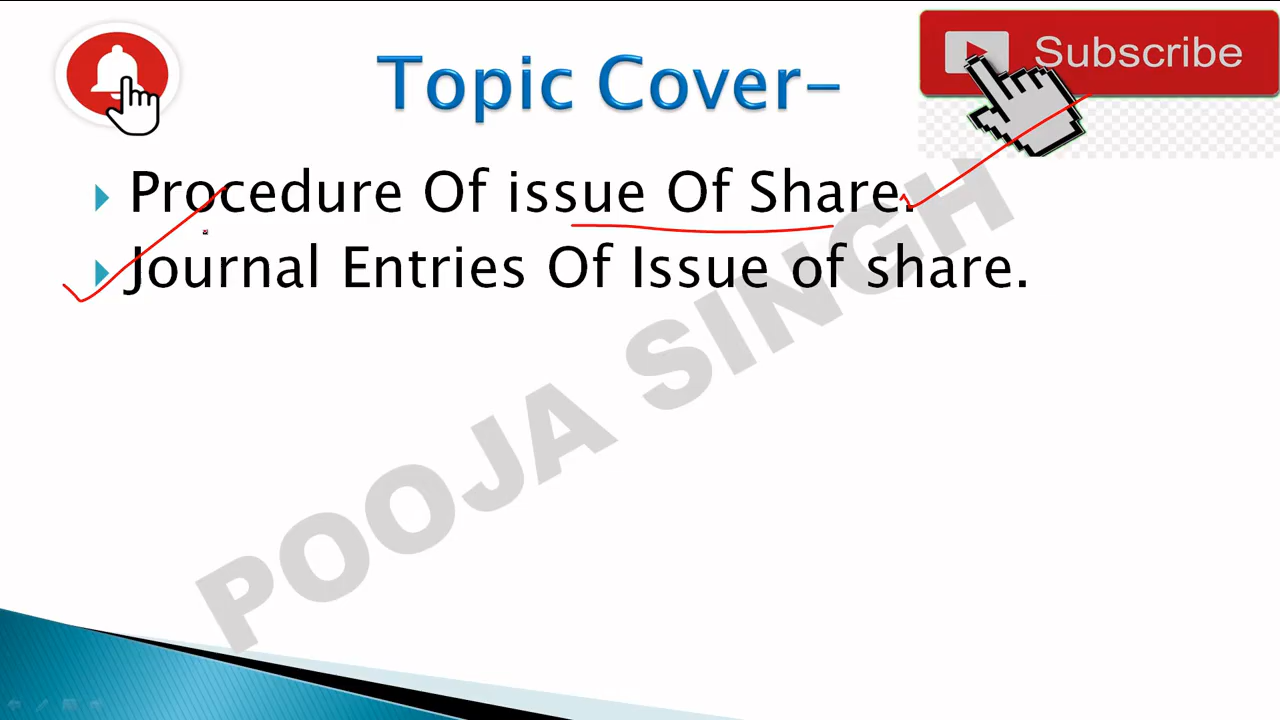 Topic Cover-
Subscribe
Procedure Of issue Of Share.
Journal Entries Of Issue of share.
POOJA SINGH